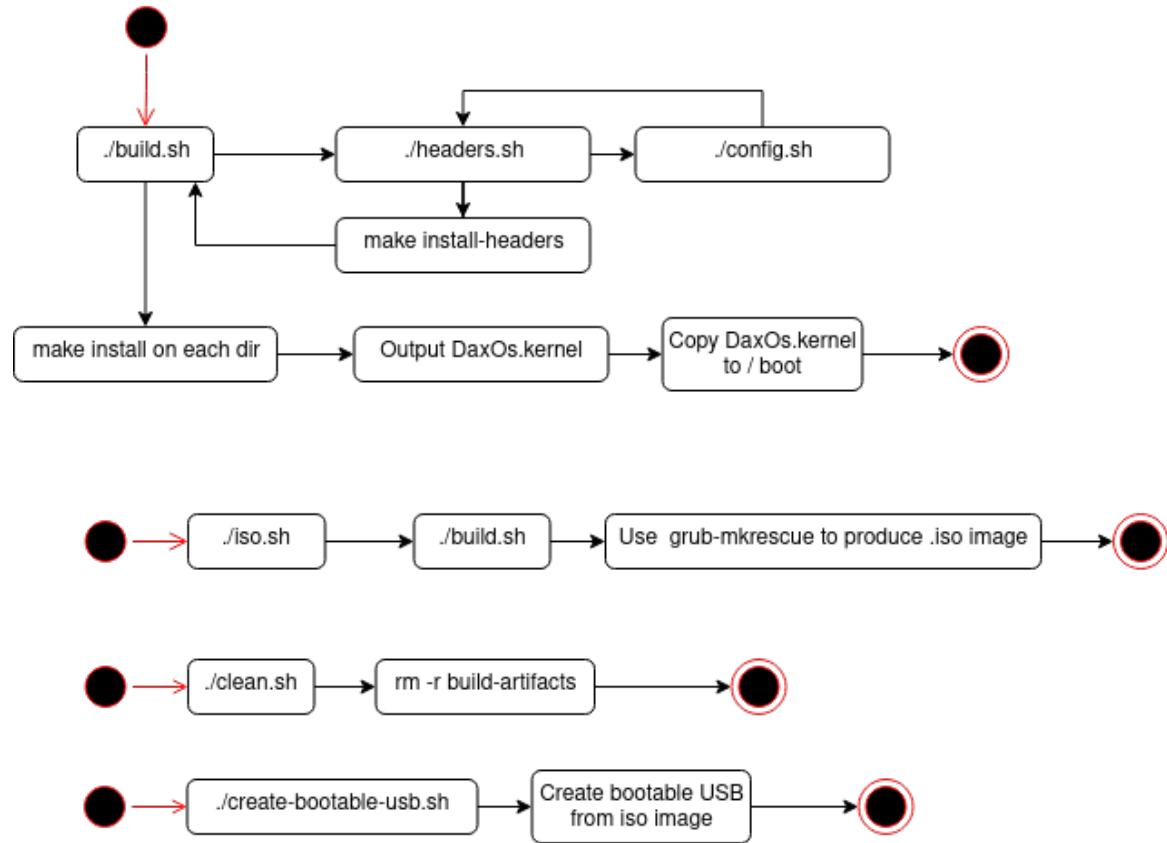 ./build.sh
./headers.sh
./config.sh
make install-headers
make install on each dir
Output DaxOs.kernel
Copy DaxOs.kernel
to / boot
./iso.sh
./build.sh
Use grub-mkrescue to produce .iso image
./clean.sh
rm -r build-artifacts
./create-bootable-usb.sh
Create bootable USB
from iso image